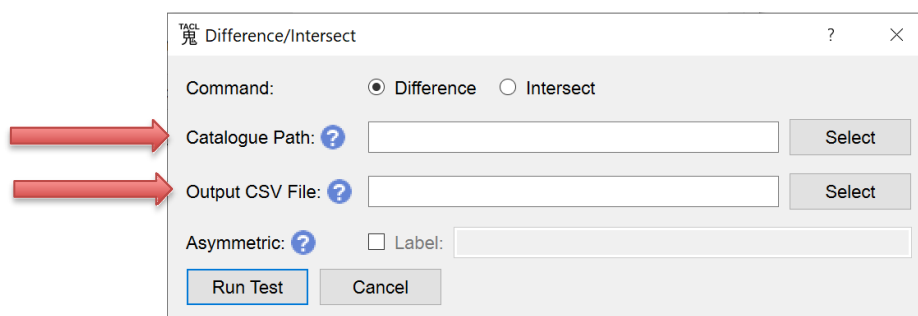 TACL
鬼 Difference/Intersect ?
Command: Difference Intersect
Catalogue Path: ? Select
Output CSV File: ? Select
Asymmetric: ? Label:
Run Test Cancel